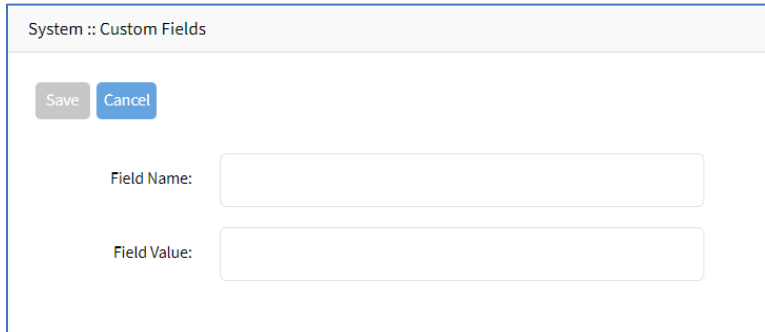 System :: Custom Fields
Save Cancel
Field Name:
Field Value: